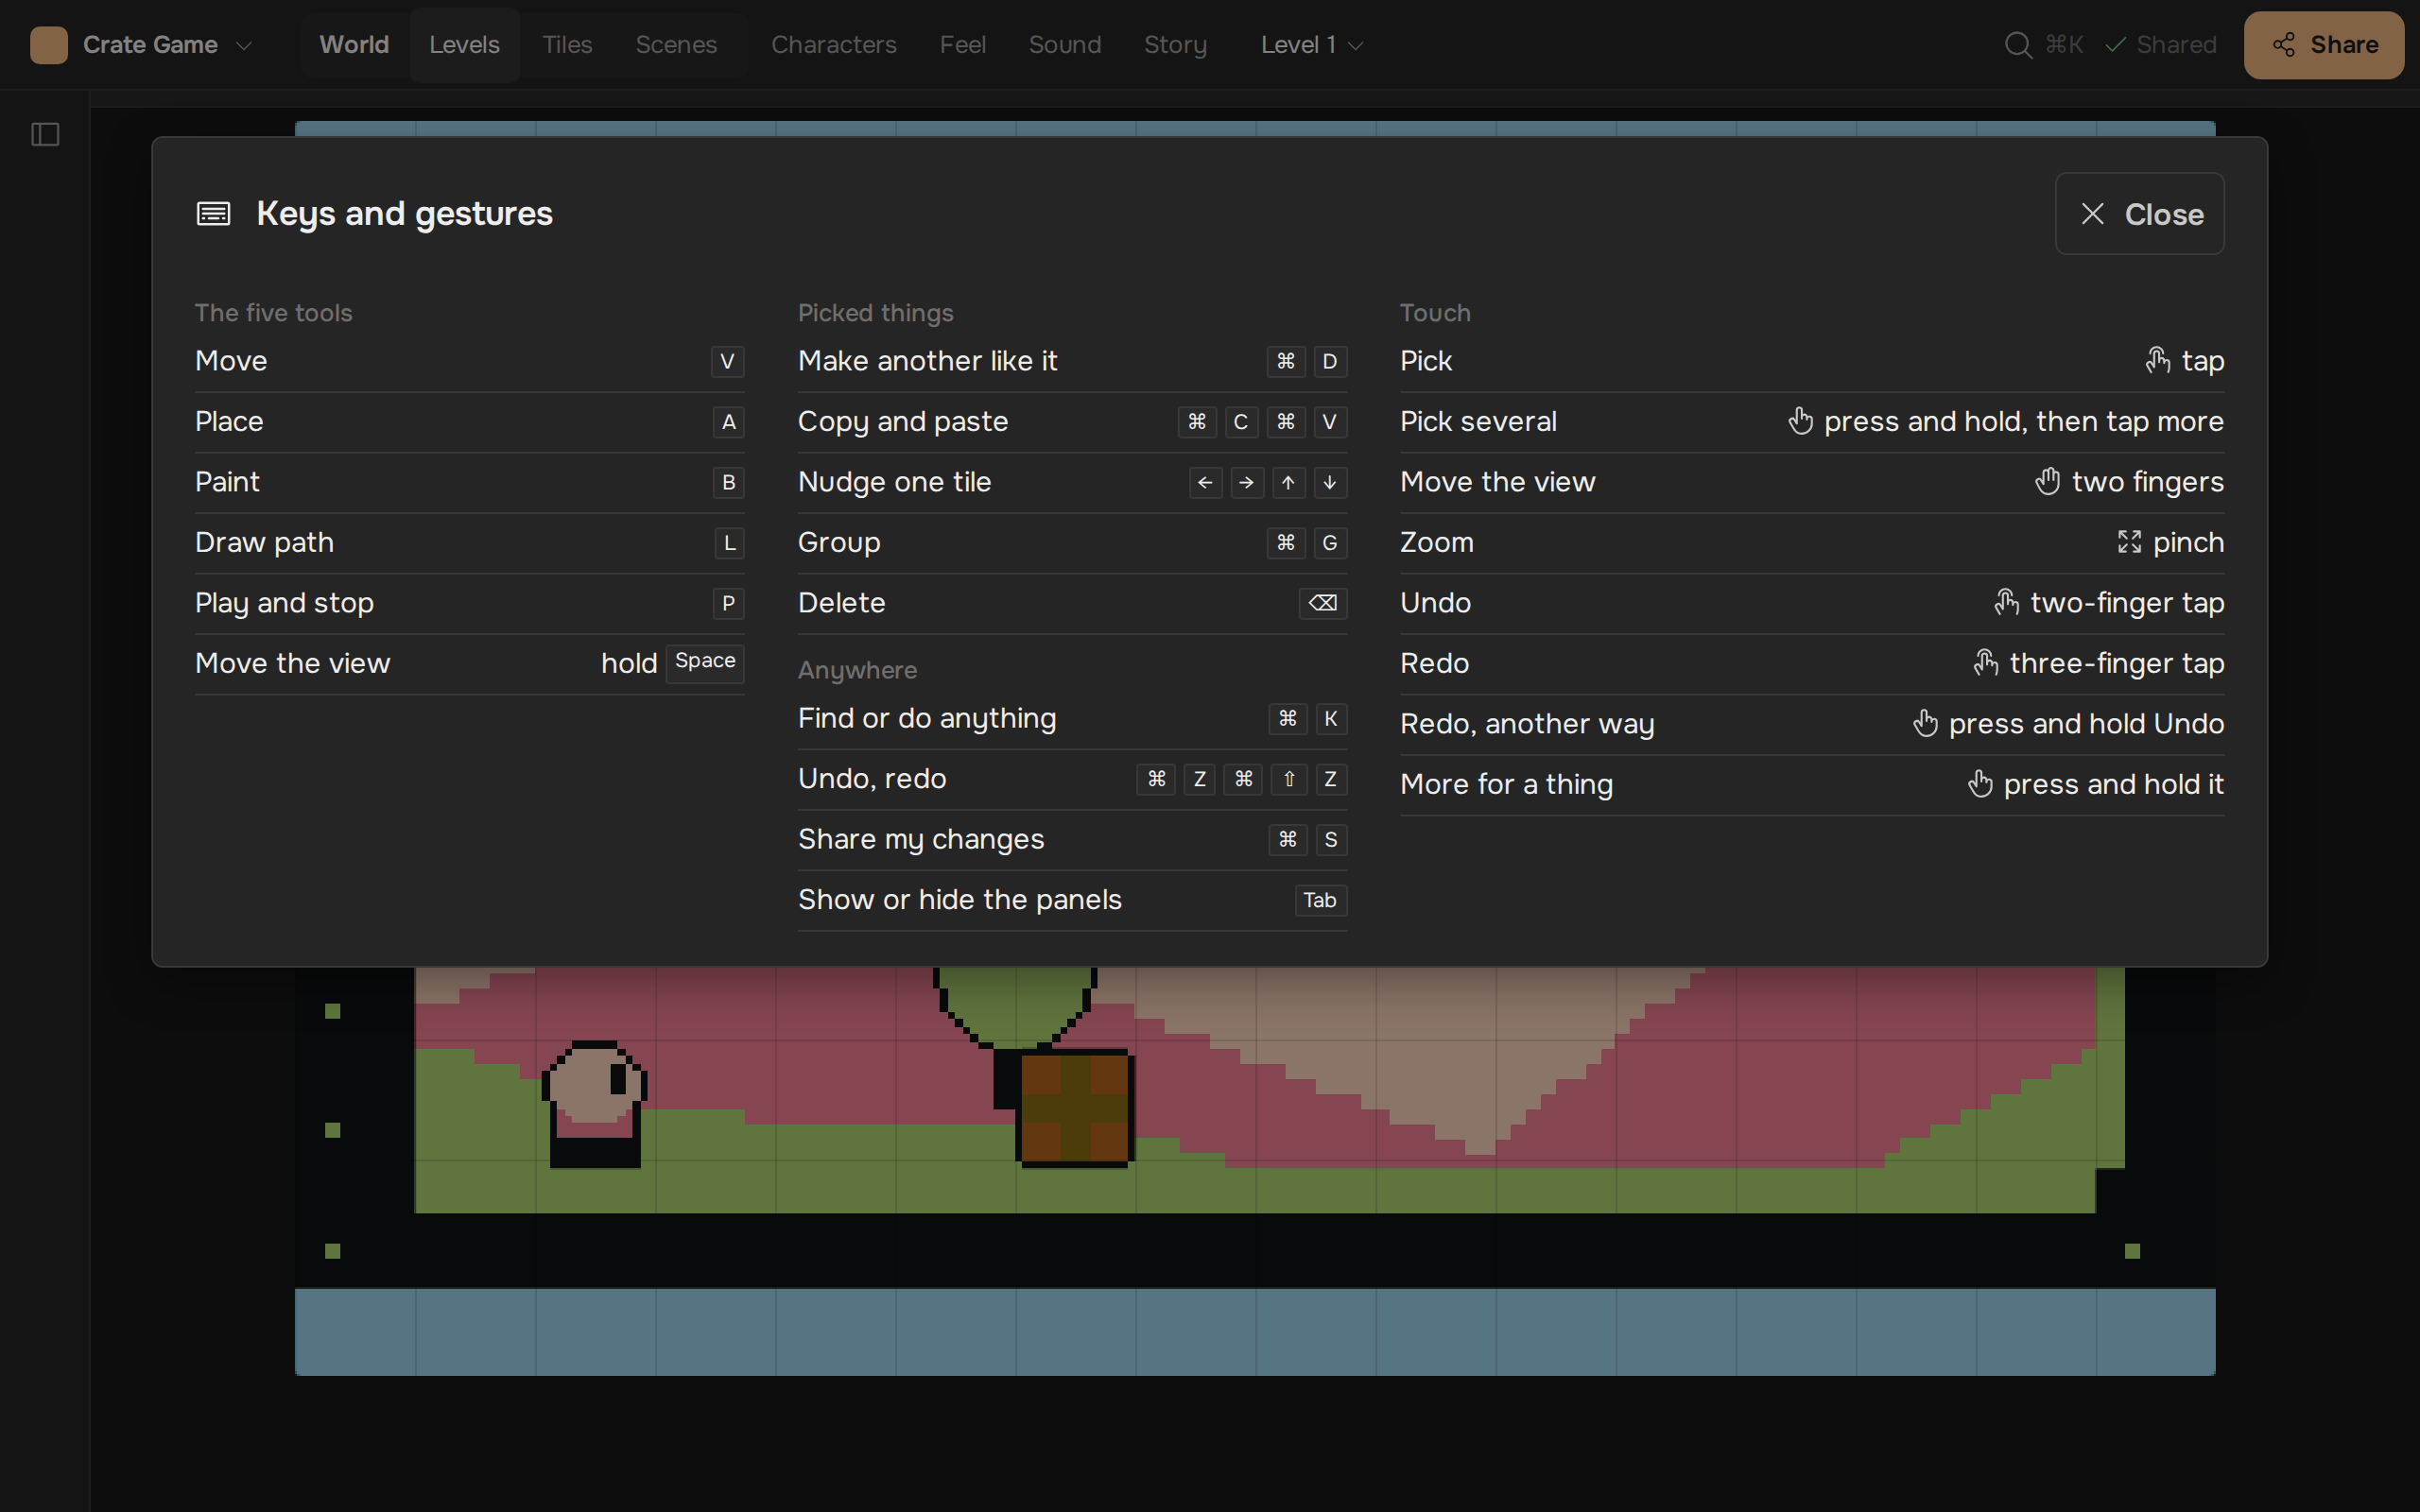 Crate Game World Levels Tiles Scenes Characters Feel Sound Story Level 1 ⌘K Shared Share
Keys and gestures
Close
The five tools
Move V
Place A
Paint B
Draw path L
Play and stop P
Move the view hold Space
Picked things
Make another like it ⌘ D
Copy and paste ⌘ C ⌘ V
Nudge one tile ← → ↑ ↓
Group ⌘ G
Delete ⌫
Anywhere
Find or do anything ⌘ K
Undo, redo ⌘ Z ⌘ ⇧ Z
Share my changes ⌘ S
Show or hide the panels Tab
Touch
Pick tap
Pick several press and hold, then tap more
Move the view two fingers
Zoom pinch
Undo two-finger tap
Redo three-finger tap
Redo, another way press and hold Undo
More for a thing press and hold it